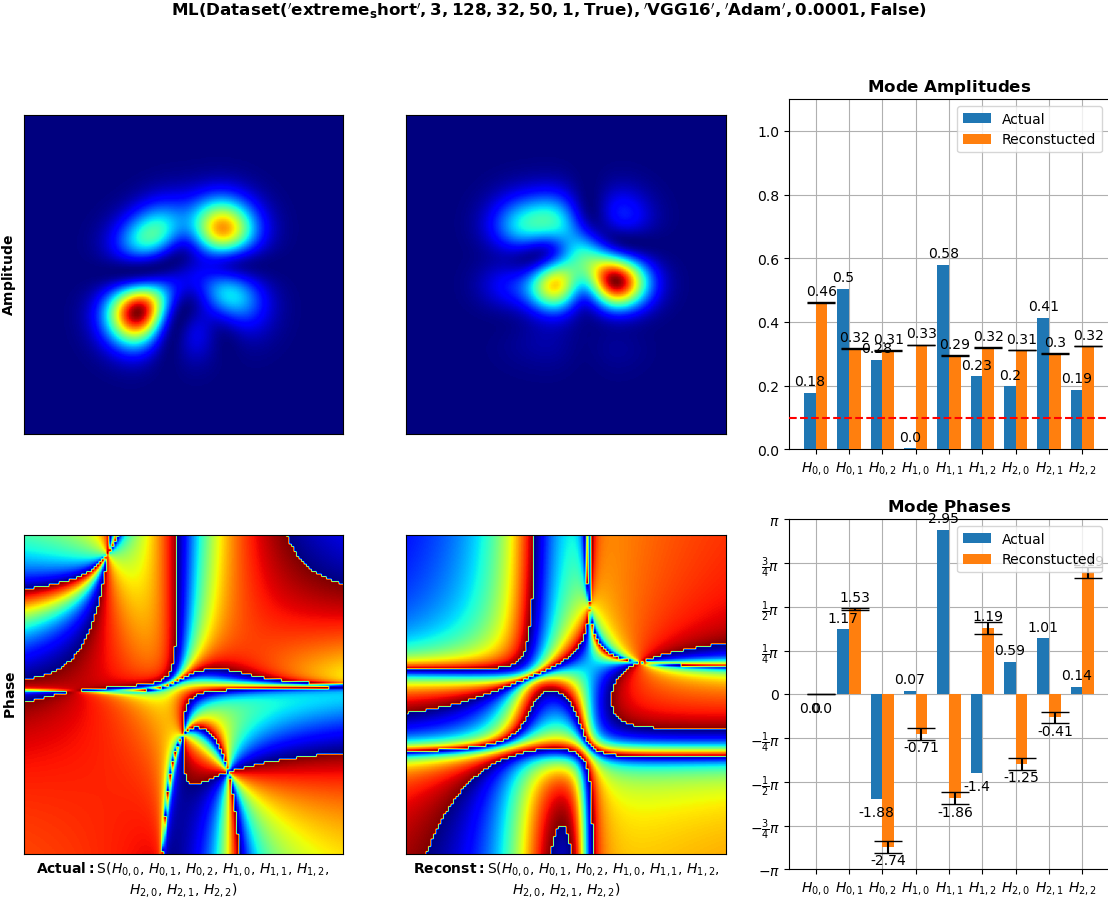 ML(Dataset('extreme_short', 3, 128, 32, 50, 1, True), 'VGG16', 'Adam', 0.0001, False)
Amplitude
Mode Amplitudes
Actual
Reconstucted
1.0
0.8
0.6
0.4
0.2
0.0
0.18
0.5
0.28
0.0
0.58
0.23
0.2
0.41
0.19
0.46
0.32
0.31
0.33
0.29
0.32
0.31
0.3
0.32
H0,0 H0,1 H0,2 H1,0 H1,1 H1,2 H2,0 H2,1 H2,2
Phase
Mode Phases
Actual
Reconstucted
π
3/4π
1/2π
1/4π
0
−1/4π
−1/2π
−3/4π
−π
0.0
1.17
-1.88
0.07
2.95
-1.4
0.59
1.01
0.14
0.0
1.53
-2.74
-0.71
-1.86
1.19
-1.25
-0.41
H0,0 H0,1 H0,2 H1,0 H1,1 H1,2 H2,0 H2,1 H2,2
Actual: S(H0,0, H0,1, H0,2, H1,0, H1,1, H1,2,
H2,0, H2,1, H2,2)
Reconst: S(H0,0, H0,1, H0,2, H1,0, H1,1, H1,2,
H2,0, H2,1, H2,2)